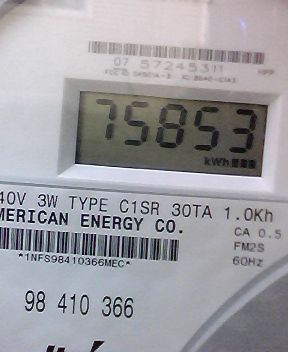 07 57245311
HPP
75853
kWh
40V 3W TYPE C1SR 30TA 1.0Kh
MERICAN ENERGY CO.
CA 0.5
FM2S
60Hz
*1NFS98410366MEC*
98 410 366